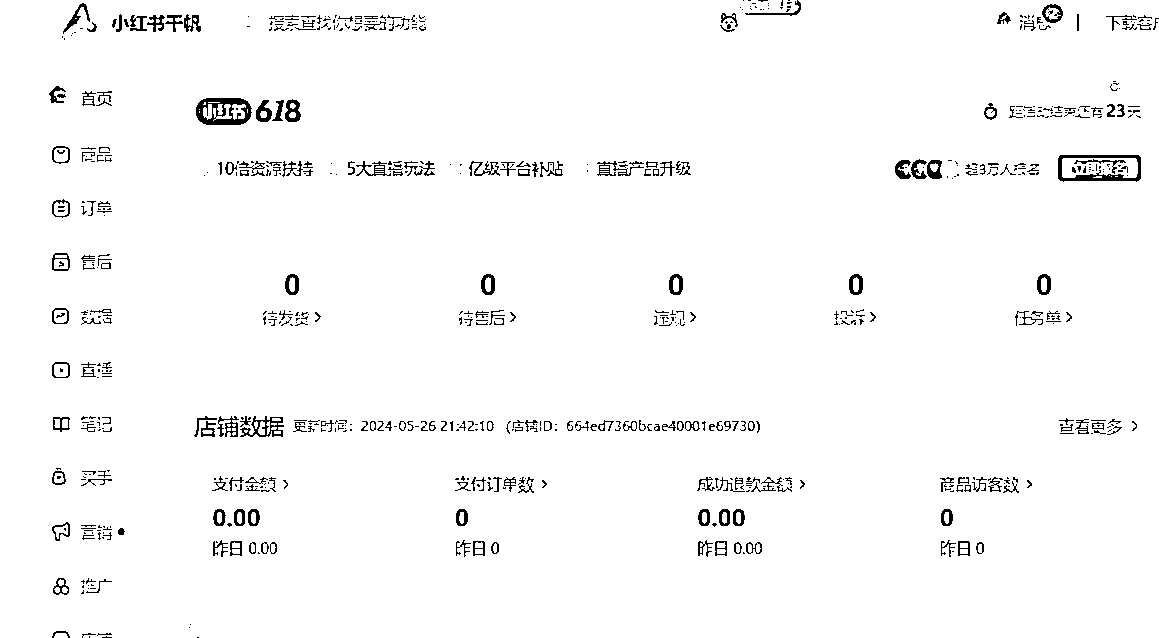 小红书千帆
搜索查找你想要的功能
消息
下载客户
首页
商品
订单
售后
数据
直播
笔记
买手
营销
推广
店铺
小红书 618
距活动结束还有23天
10倍资源扶持
5大直播玩法
亿级平台补贴
直播产品升级
超3万人报名
立即报名
0
待发货 >
0
待售后 >
0
违规 >
0
投诉 >
0
任务单 >
店铺数据 更新时间：2024-05-26 21:42:10 (店铺ID：664ed7360bcae40001e69730)
查看更多 >
支付金额 >
0.00
昨日 0.00
支付订单数 >
0
昨日 0
成功退款金额 >
0.00
昨日 0.00
商品访客数 >
0
昨日 0